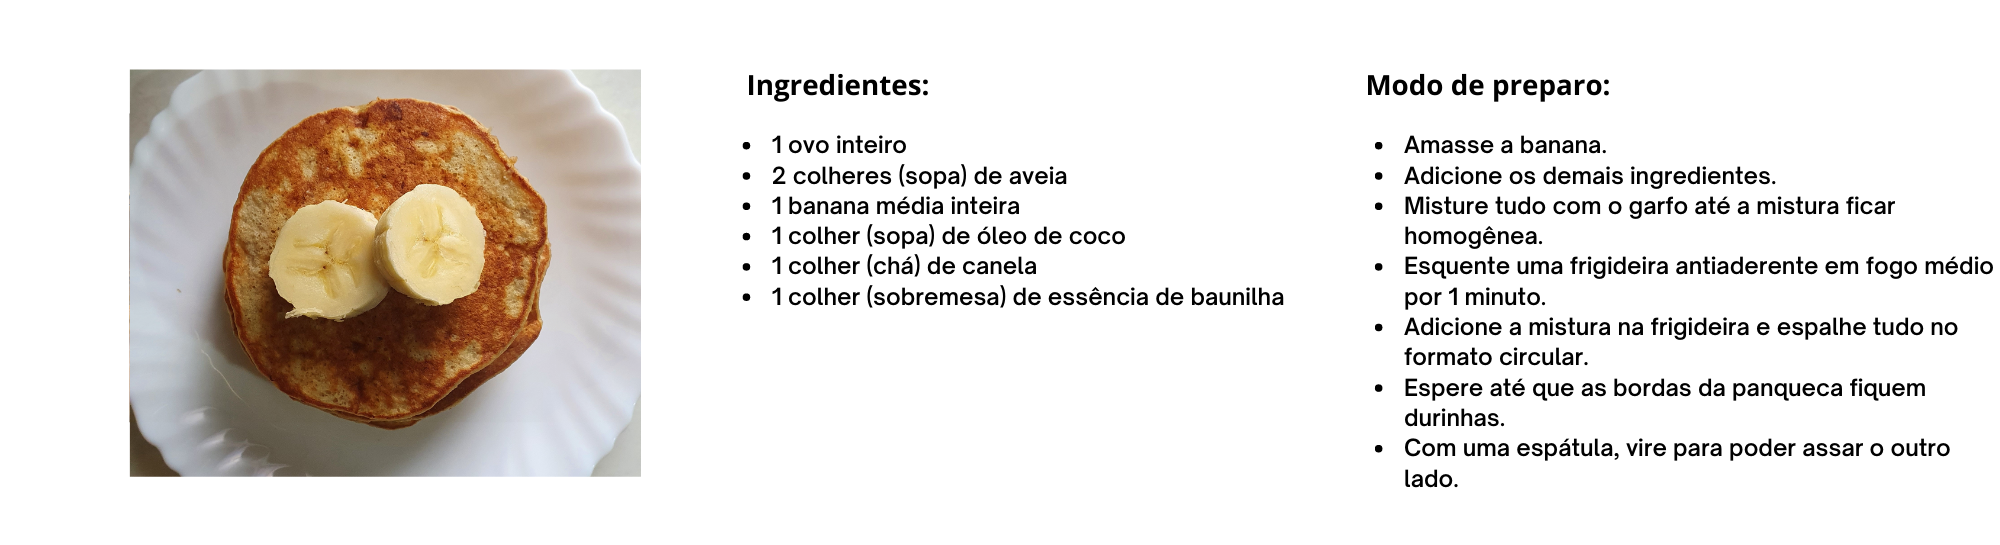 Ingredientes:
• 1 ovo inteiro
• 2 colheres (sopa) de aveia
• 1 banana média inteira
• 1 colher (sopa) de óleo de coco
• 1 colher (chá) de canela
• 1 colher (sobremesa) de essência de baunilha
Modo de preparo:
• Amasse a banana.
• Adicione os demais ingredientes.
• Misture tudo com o garfo até a mistura ficar
homogênea.
• Esquente uma frigideira antiaderente em fogo médio
por 1 minuto.
• Adicione a mistura na frigideira e espalhe tudo no
formato circular.
• Espere até que as bordas da panqueca fiquem
durinhas.
• Com uma espátula, vire para poder assar o outro
lado.